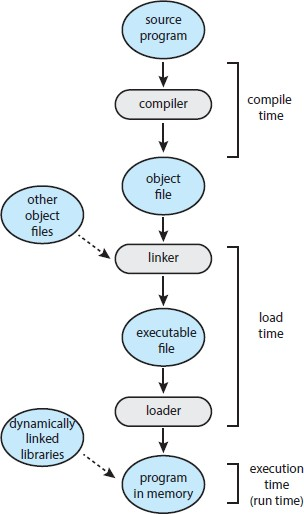 source
program
compiler
compile
time
object
file
other
object
files
linker
load
time
executable
file
loader
dynamically
linked
libraries
program
in memory
execution
time
(run time)